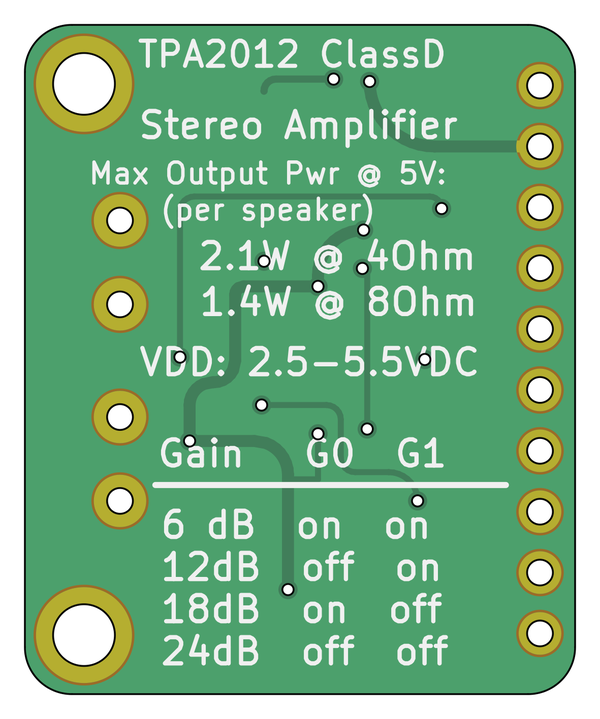 TPA2012 ClassD
Stereo Amplifier
Max Output Pwr @ 5V:
(per speaker)
2.1W @ 4Ohm
1.4W @ 8Ohm
VDD: 2.5-5.5VDC
Gain G0 G1
6 dB on on
12dB off on
18dB on off
24dB off off